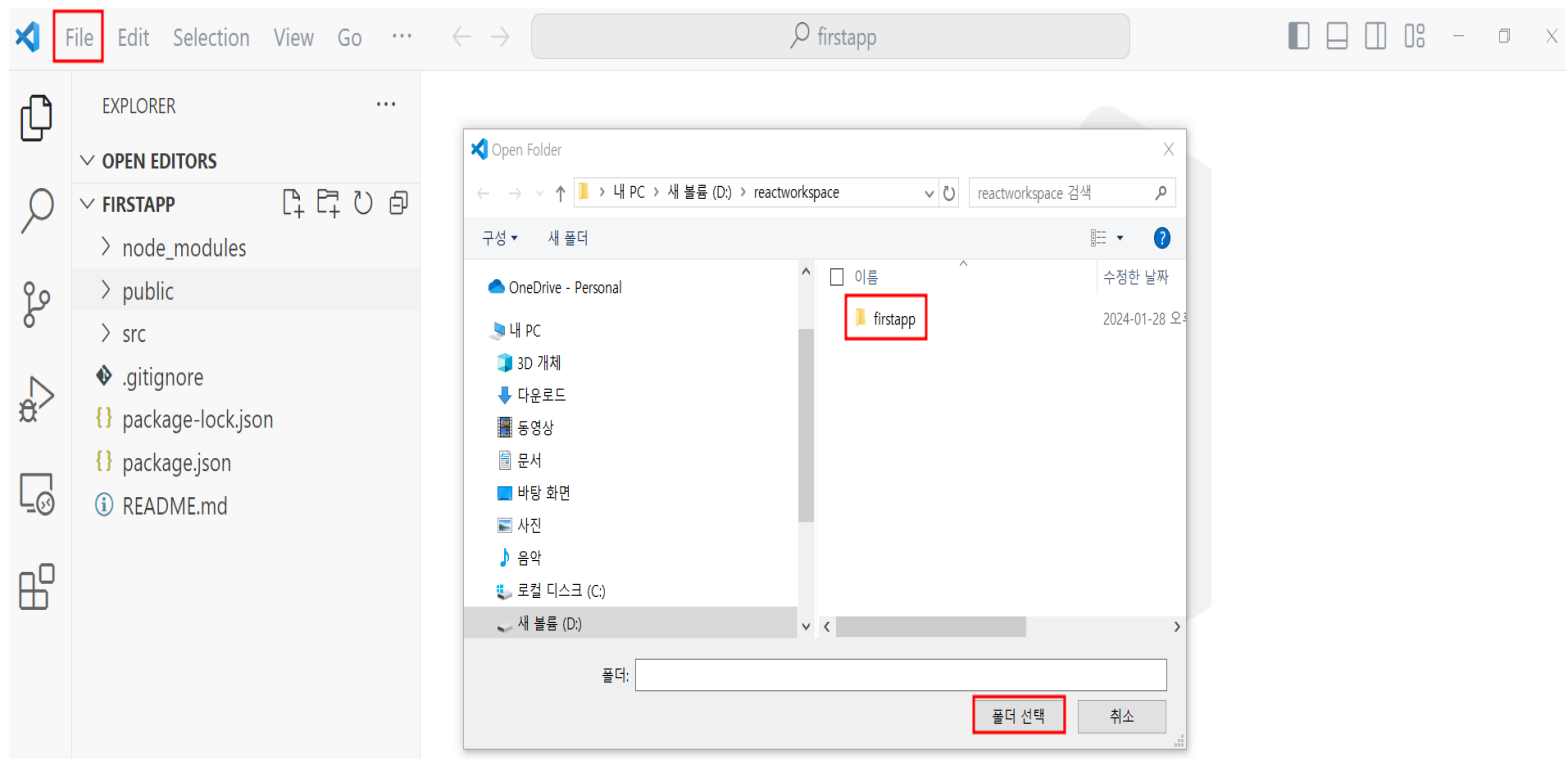 File Edit Selection View Go ··· firstapp
EXPLORER ···
OPEN EDITORS
FIRSTAPP
node_modules
public
src
.gitignore
{} package-lock.json
{} package.json
README.md
Open Folder
내 PC > 새 볼륨 (D:) > reactworkspace
reactworkspace 검색
구성 새 폴더
OneDrive - Personal
내 PC
3D 개체
다운로드
동영상
문서
바탕 화면
사진
음악
로컬 디스크 (C:)
새 볼륨 (D:)
이름 수정한 날짜
firstapp 2024-01-28 오
폴더:
폴더 선택 취소